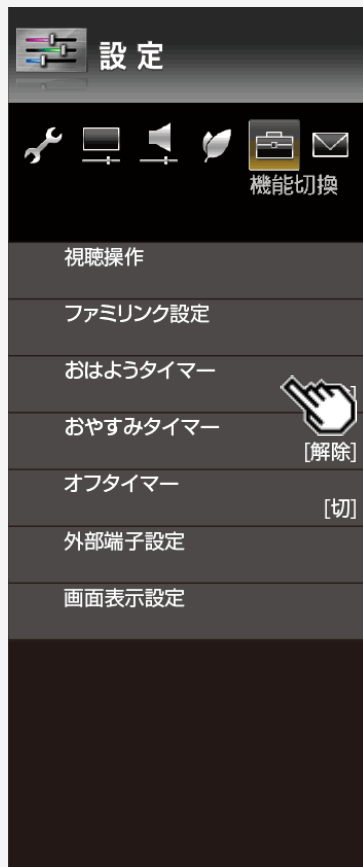 設定
機能切換
視聴操作
ファミリンク設定
おはようタイマー
]
おやすみタイマー
[解除]
オフタイマー
[切]
外部端子設定
画面表示設定